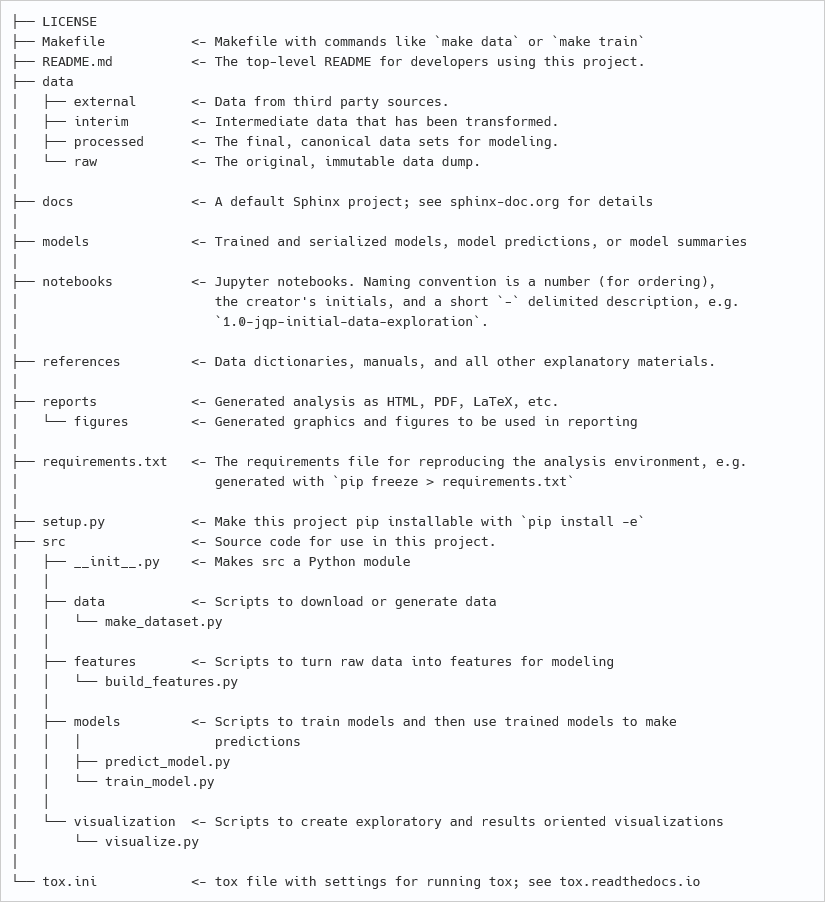 ├── LICENSE
├── Makefile           <- Makefile with commands like `make data` or `make train`
├── README.md          <- The top-level README for developers using this project.
├── data
│   ├── external       <- Data from third party sources.
│   ├── interim        <- Intermediate data that has been transformed.
│   ├── processed      <- The final, canonical data sets for modeling.
│   └── raw            <- The original, immutable data dump.
│
├── docs               <- A default Sphinx project; see sphinx-doc.org for details
│
├── models             <- Trained and serialized models, model predictions, or model summaries
│
├── notebooks          <- Jupyter notebooks. Naming convention is a number (for ordering),
│                         the creator's initials, and a short `-` delimited description, e.g.
│                         `1.0-jqp-initial-data-exploration`.
│
├── references         <- Data dictionaries, manuals, and all other explanatory materials.
│
├── reports            <- Generated analysis as HTML, PDF, LaTeX, etc.
│   └── figures        <- Generated graphics and figures to be used in reporting
│
├── requirements.txt   <- The requirements file for reproducing the analysis environment, e.g.
│                         generated with `pip freeze > requirements.txt`
│
├── setup.py           <- Make this project pip installable with `pip install -e`
├── src                <- Source code for use in this project.
│   ├── __init__.py    <- Makes src a Python module
│   │
│   ├── data           <- Scripts to download or generate data
│   │   └── make_dataset.py
│   │
│   ├── features       <- Scripts to turn raw data into features for modeling
│   │   └── build_features.py
│   │
│   ├── models         <- Scripts to train models and then use trained models to make
│   │   │                 predictions
│   │   ├── predict_model.py
│   │   └── train_model.py
│   │
│   └── visualization  <- Scripts to create exploratory and results oriented visualizations
│       └── visualize.py
│
└── tox.ini            <- tox file with settings for running tox; see tox.readthedocs.io